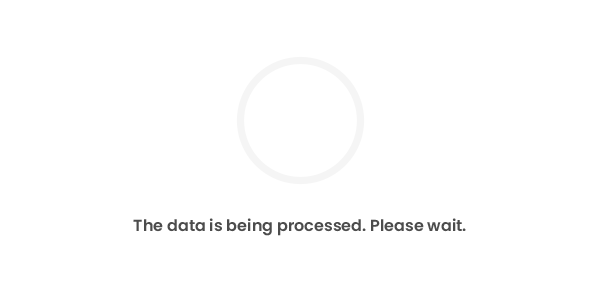 The data is being processed. Please wait.